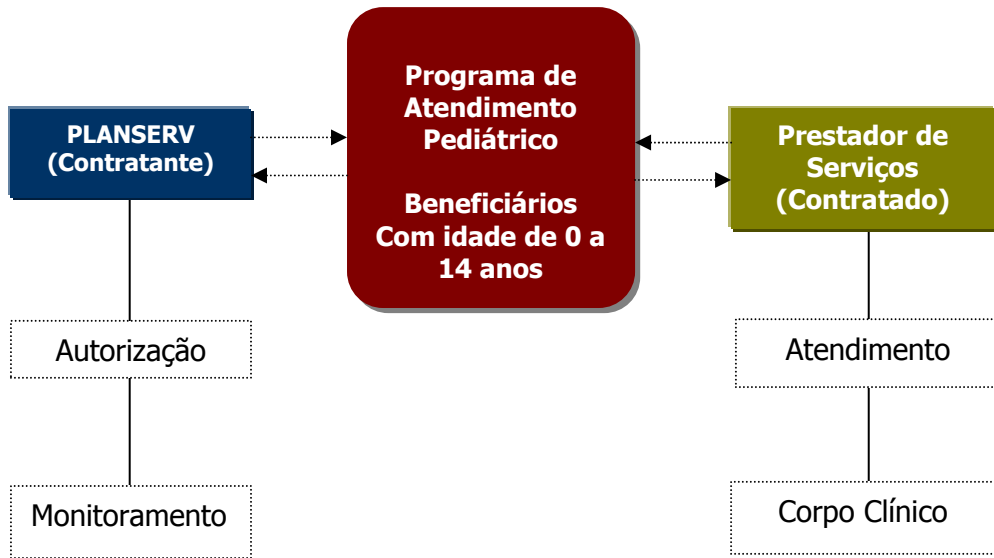 PLANSERV
(Contratante)
Programa de
Atendimento
Pediátrico
Beneficiários
Com idade de 0 a
14 anos
Prestador de
Serviços
(Contratado)
Autorização
Atendimento
Monitoramento
Corpo Clínico